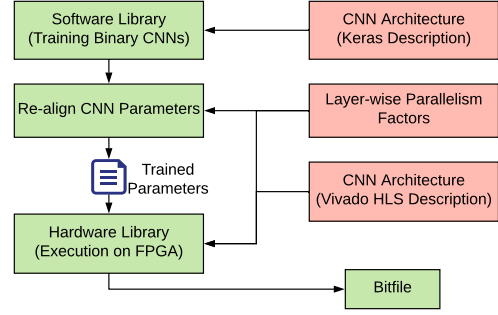 Software Library
(Training Binary CNNs)
CNN Architecture
(Keras Description)
Re-align CNN Parameters
Layer-wise Parallelism
Factors
Trained
Parameters
CNN Architecture
(Vivado HLS Description)
Hardware Library
(Execution on FPGA)
Bitfile